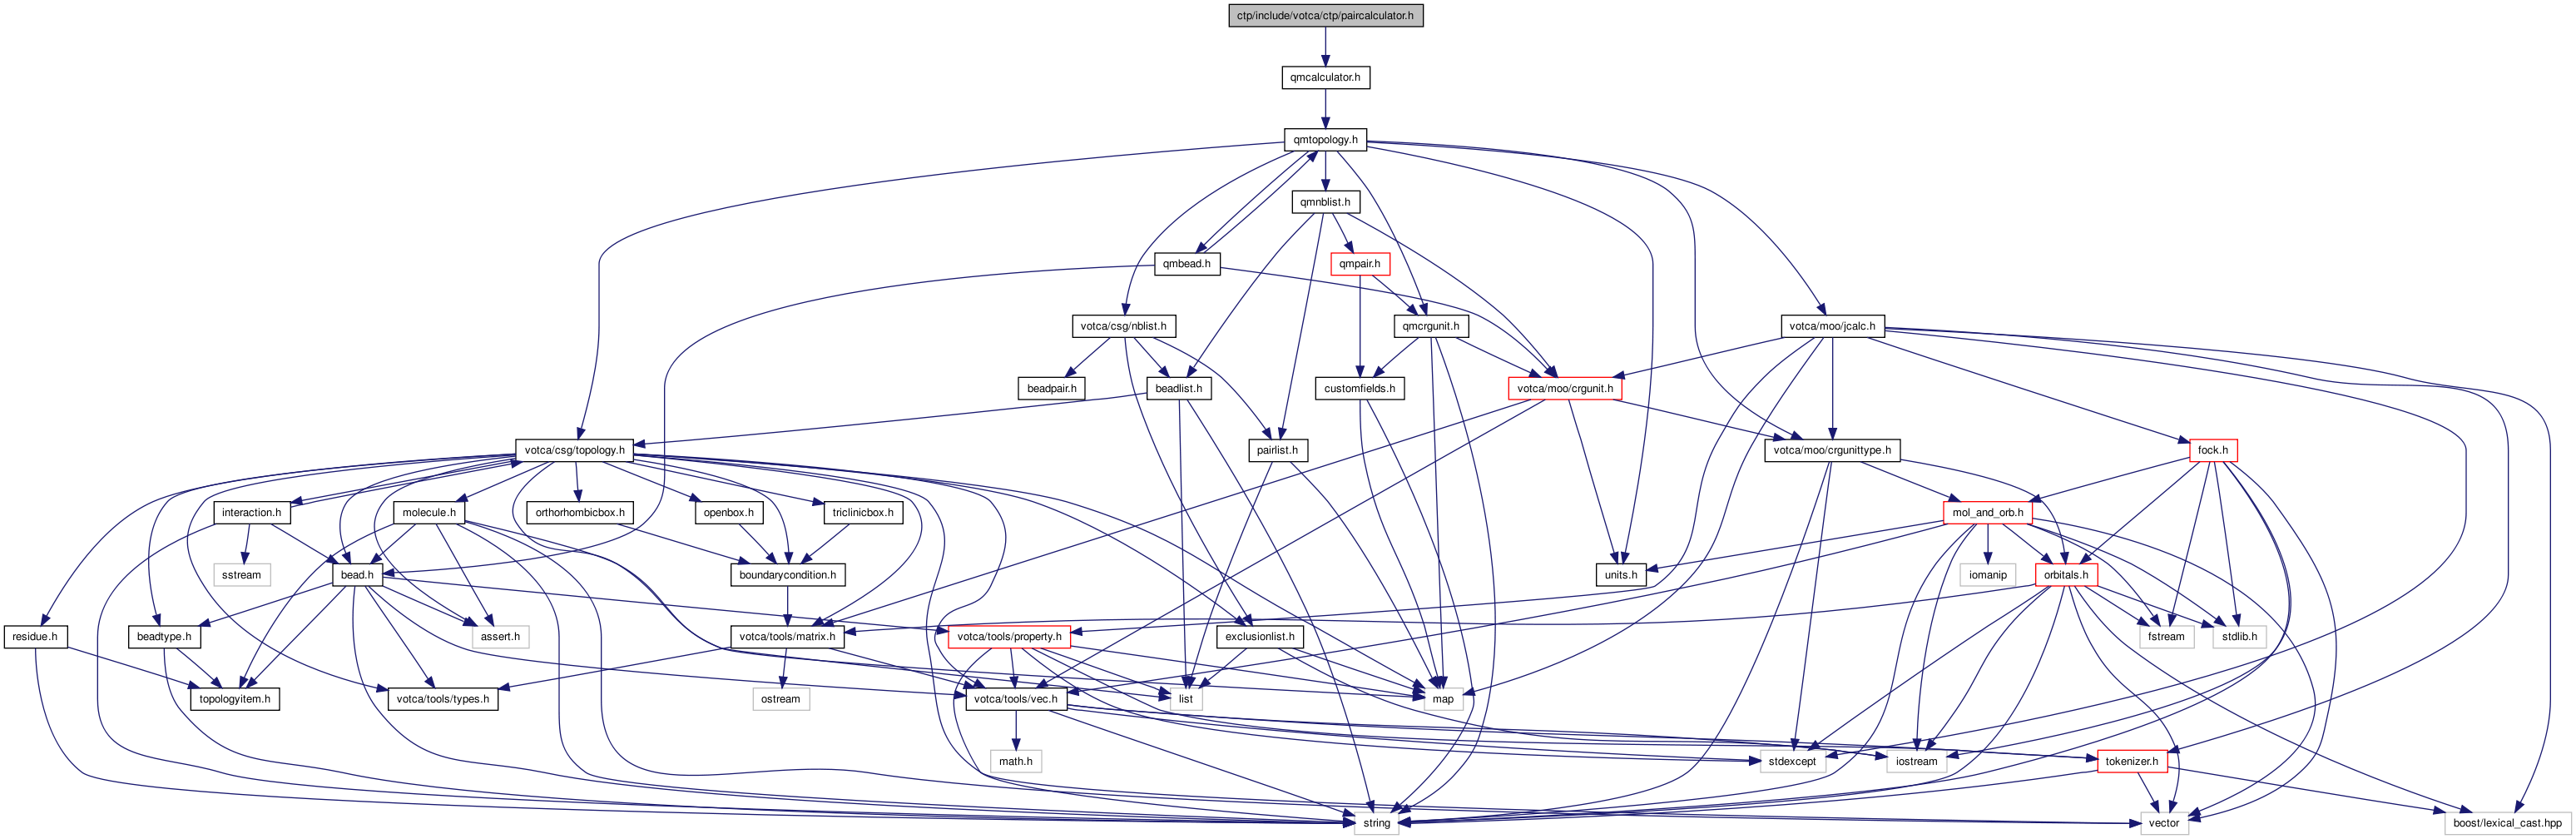 ctp/include/votca/ctp/paircalculator.h
qmcalculator.h
qmtopology.h
qmnblist.h
qmbead.h
qmpair.h
votca/csg/nblist.h
qmcrgunit.h
votca/moo/jcalc.h
beadpair.h
beadlist.h
customfields.h
votca/moo/crgunit.h
votca/csg/topology.h
pairlist.h
votca/moo/crgunittype.h
fock.h
interaction.h
molecule.h
orthorhombicbox.h
openbox.h
triclinicbox.h
mol_and_orb.h
sstream
bead.h
boundarycondition.h
units.h
iomanip
orbitals.h
residue.h
beadtype.h
assert.h
votca/tools/matrix.h
votca/tools/property.h
exclusionlist.h
fstream
stdlib.h
topologyitem.h
votca/tools/types.h
ostream
votca/tools/vec.h
list
map
math.h
stdexcept
iostream
tokenizer.h
string
vector
boost/lexical_cast.hpp